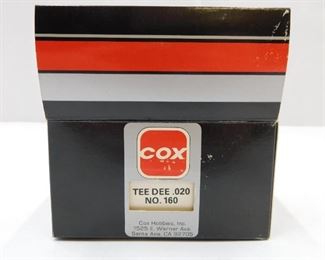 COX
TEE DEE .020
NO. 160
Cox Hobbies, Inc.
1525 E. Warner Ave.
Santa Ana, CA 92705